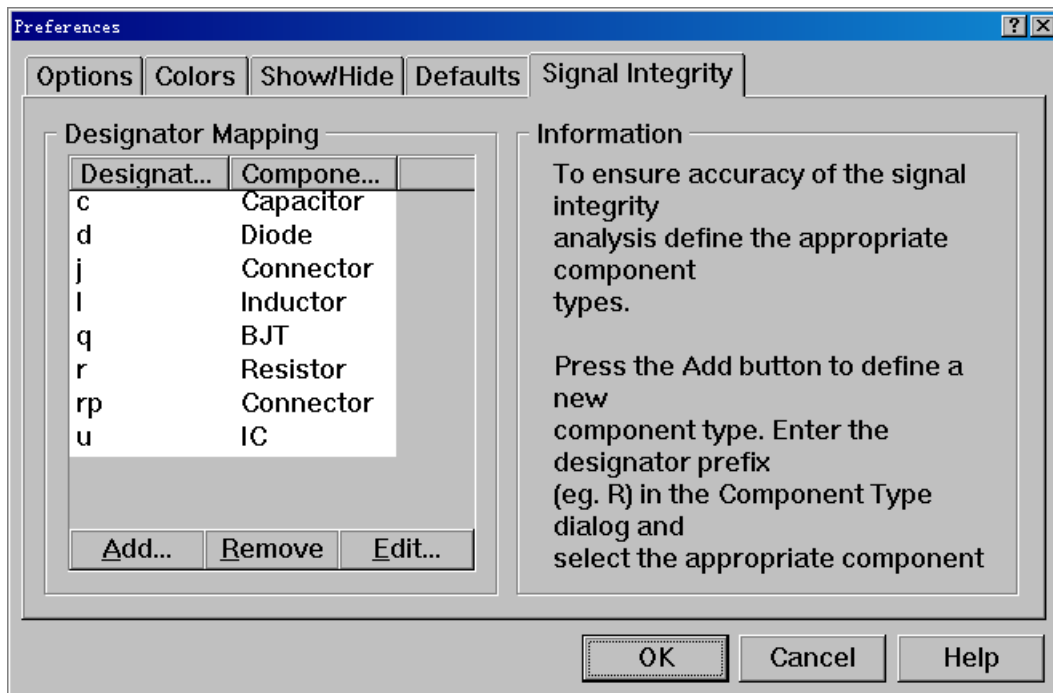 Preferences
Options Colors Show/Hide Defaults Signal Integrity
Designator Mapping
Designat... Compone...
c Capacitor
d Diode
j Connector
l Inductor
q BJT
r Resistor
rp Connector
u IC
Add... Remove Edit...
Information
To ensure accuracy of the signal
integrity
analysis define the appropriate
component
types.
Press the Add button to define a
new
component type. Enter the
designator prefix
(eg. R) in the Component Type
dialog and
select the appropriate component
OK Cancel Help